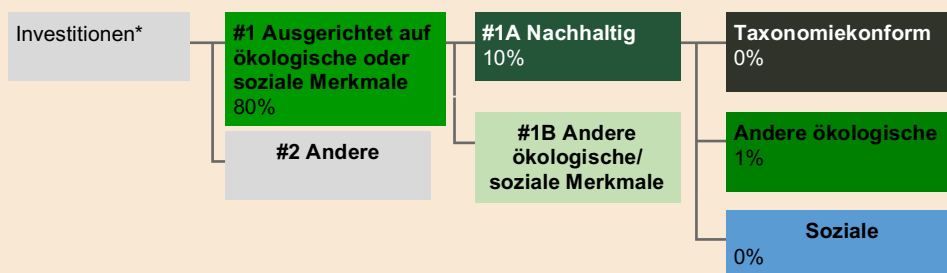 Investitionen*
#1 Ausgerichtet auf
ökologische oder
soziale Merkmale
80%
#2 Andere
#1A Nachhaltig
10%
#1B Andere
ökologische/
soziale Merkmale
Taxonomiekonform
0%
Andere ökologische
1%
Soziale
0%